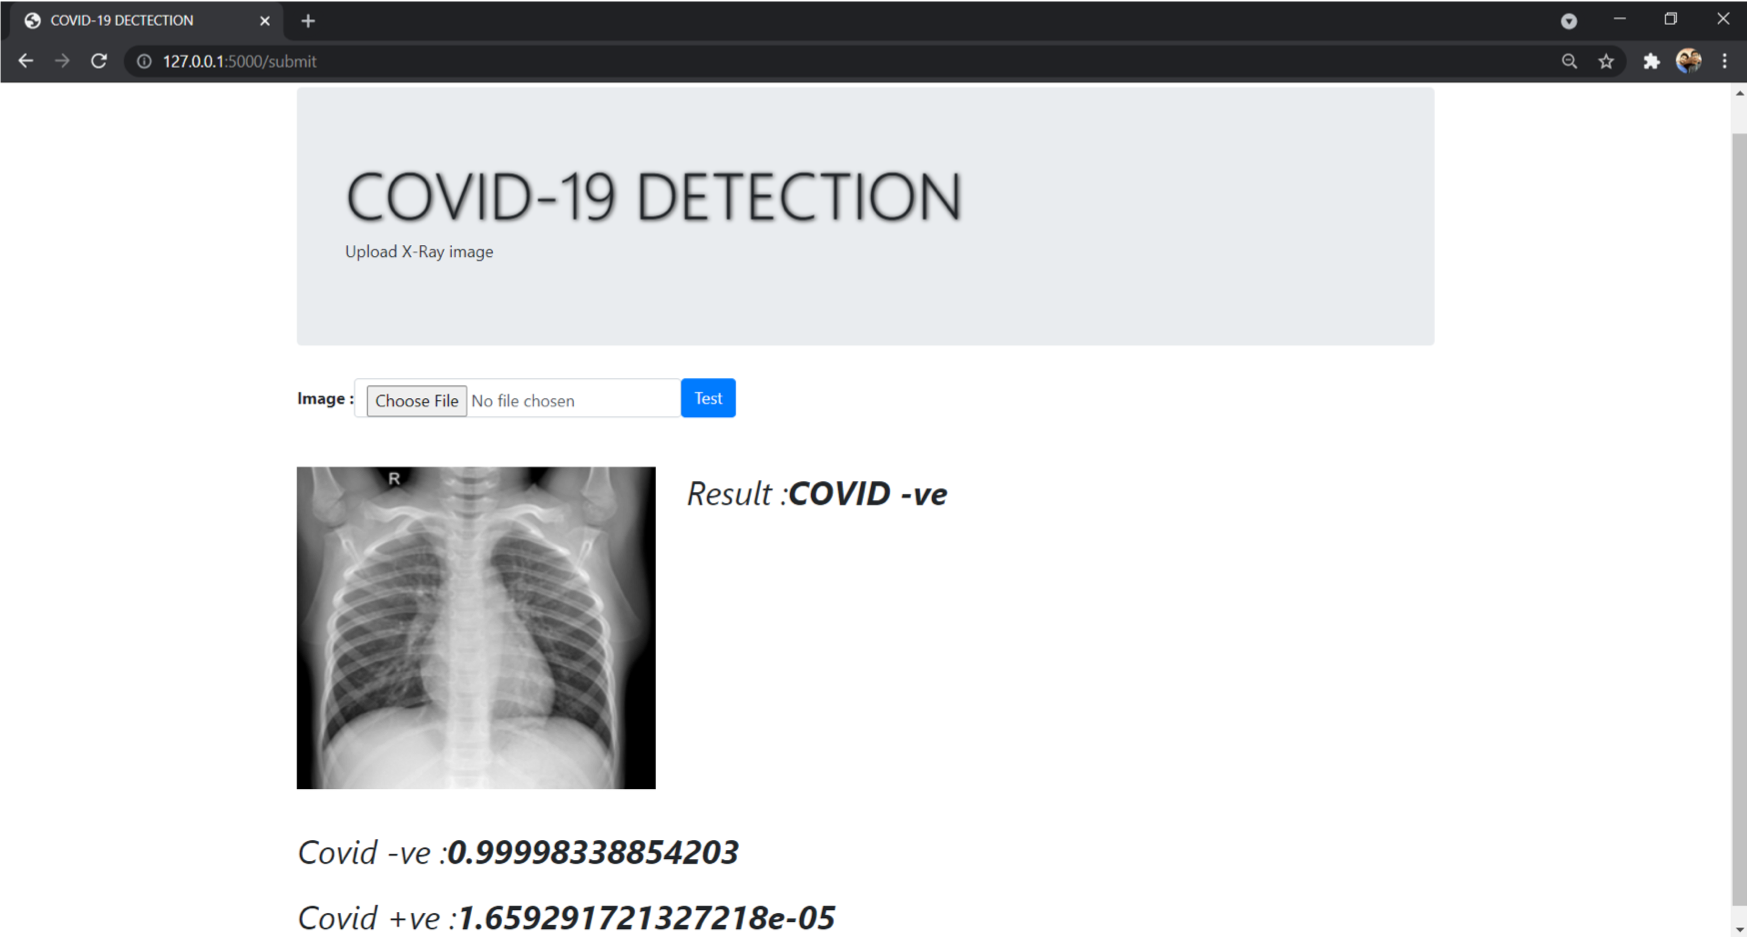 COVID-19 DECTECTION
127.0.0.1:5000/submit
COVID-19 DETECTION
Upload X-Ray image
Image : Choose File No file chosen Test
R
Result :COVID -ve
Covid -ve :0.99998338854203
Covid +ve :1.659291721327218e-05